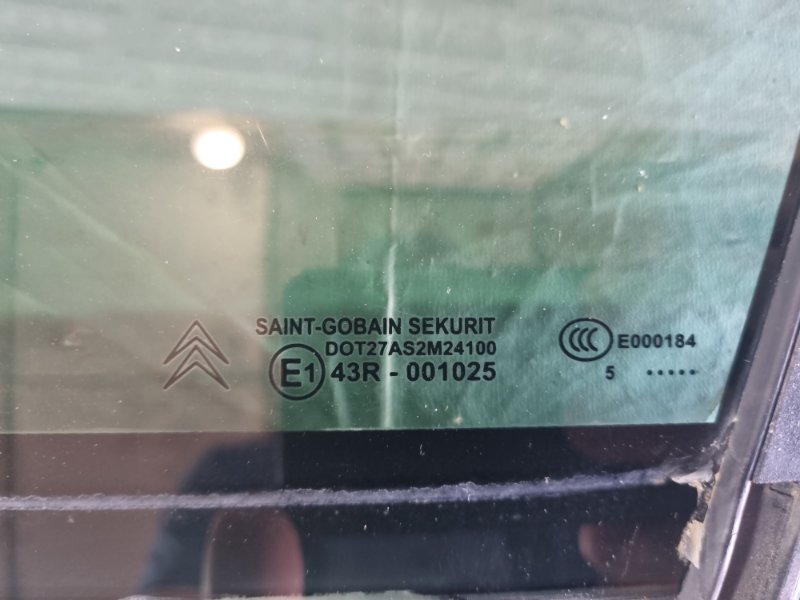 SAINT-GOBAIN SEKURIT
DOT27AS2M24100
E1 43R - 001025
CCC E000184
5 •••••